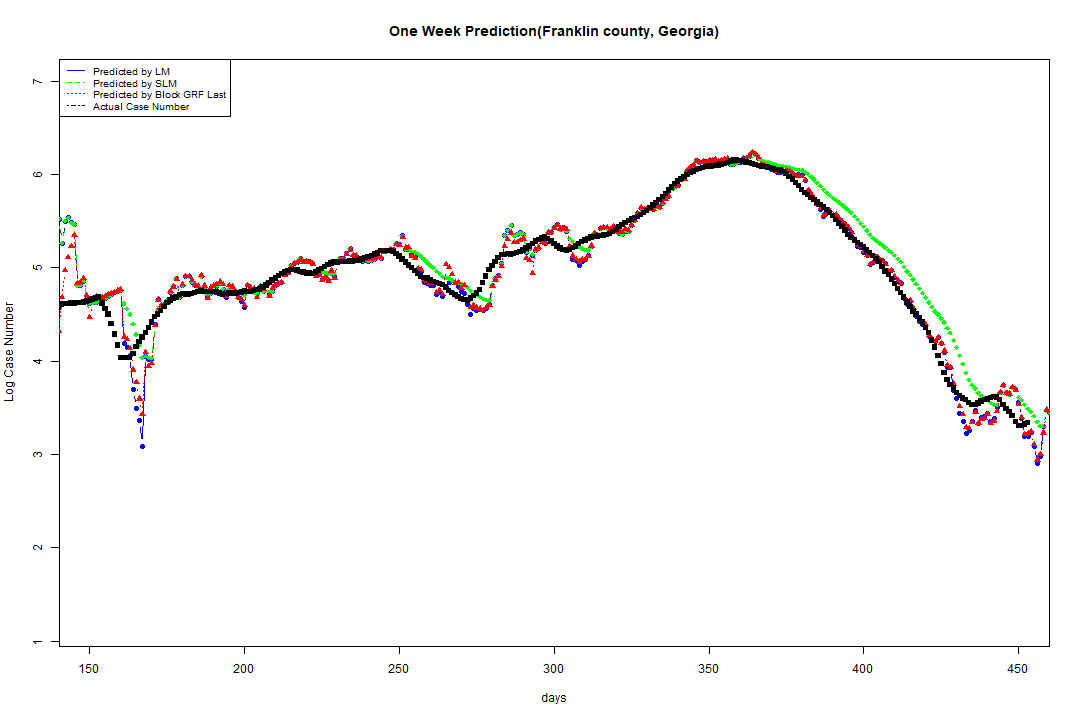 One Week Prediction(Franklin county, Georgia)
Predicted by LM
Predicted by SLM
Predicted by Block GRF Last
Actual Case Number
7
6
5
4
3
2
1
Log Case Number
150 200 250 300 350 400 450
days